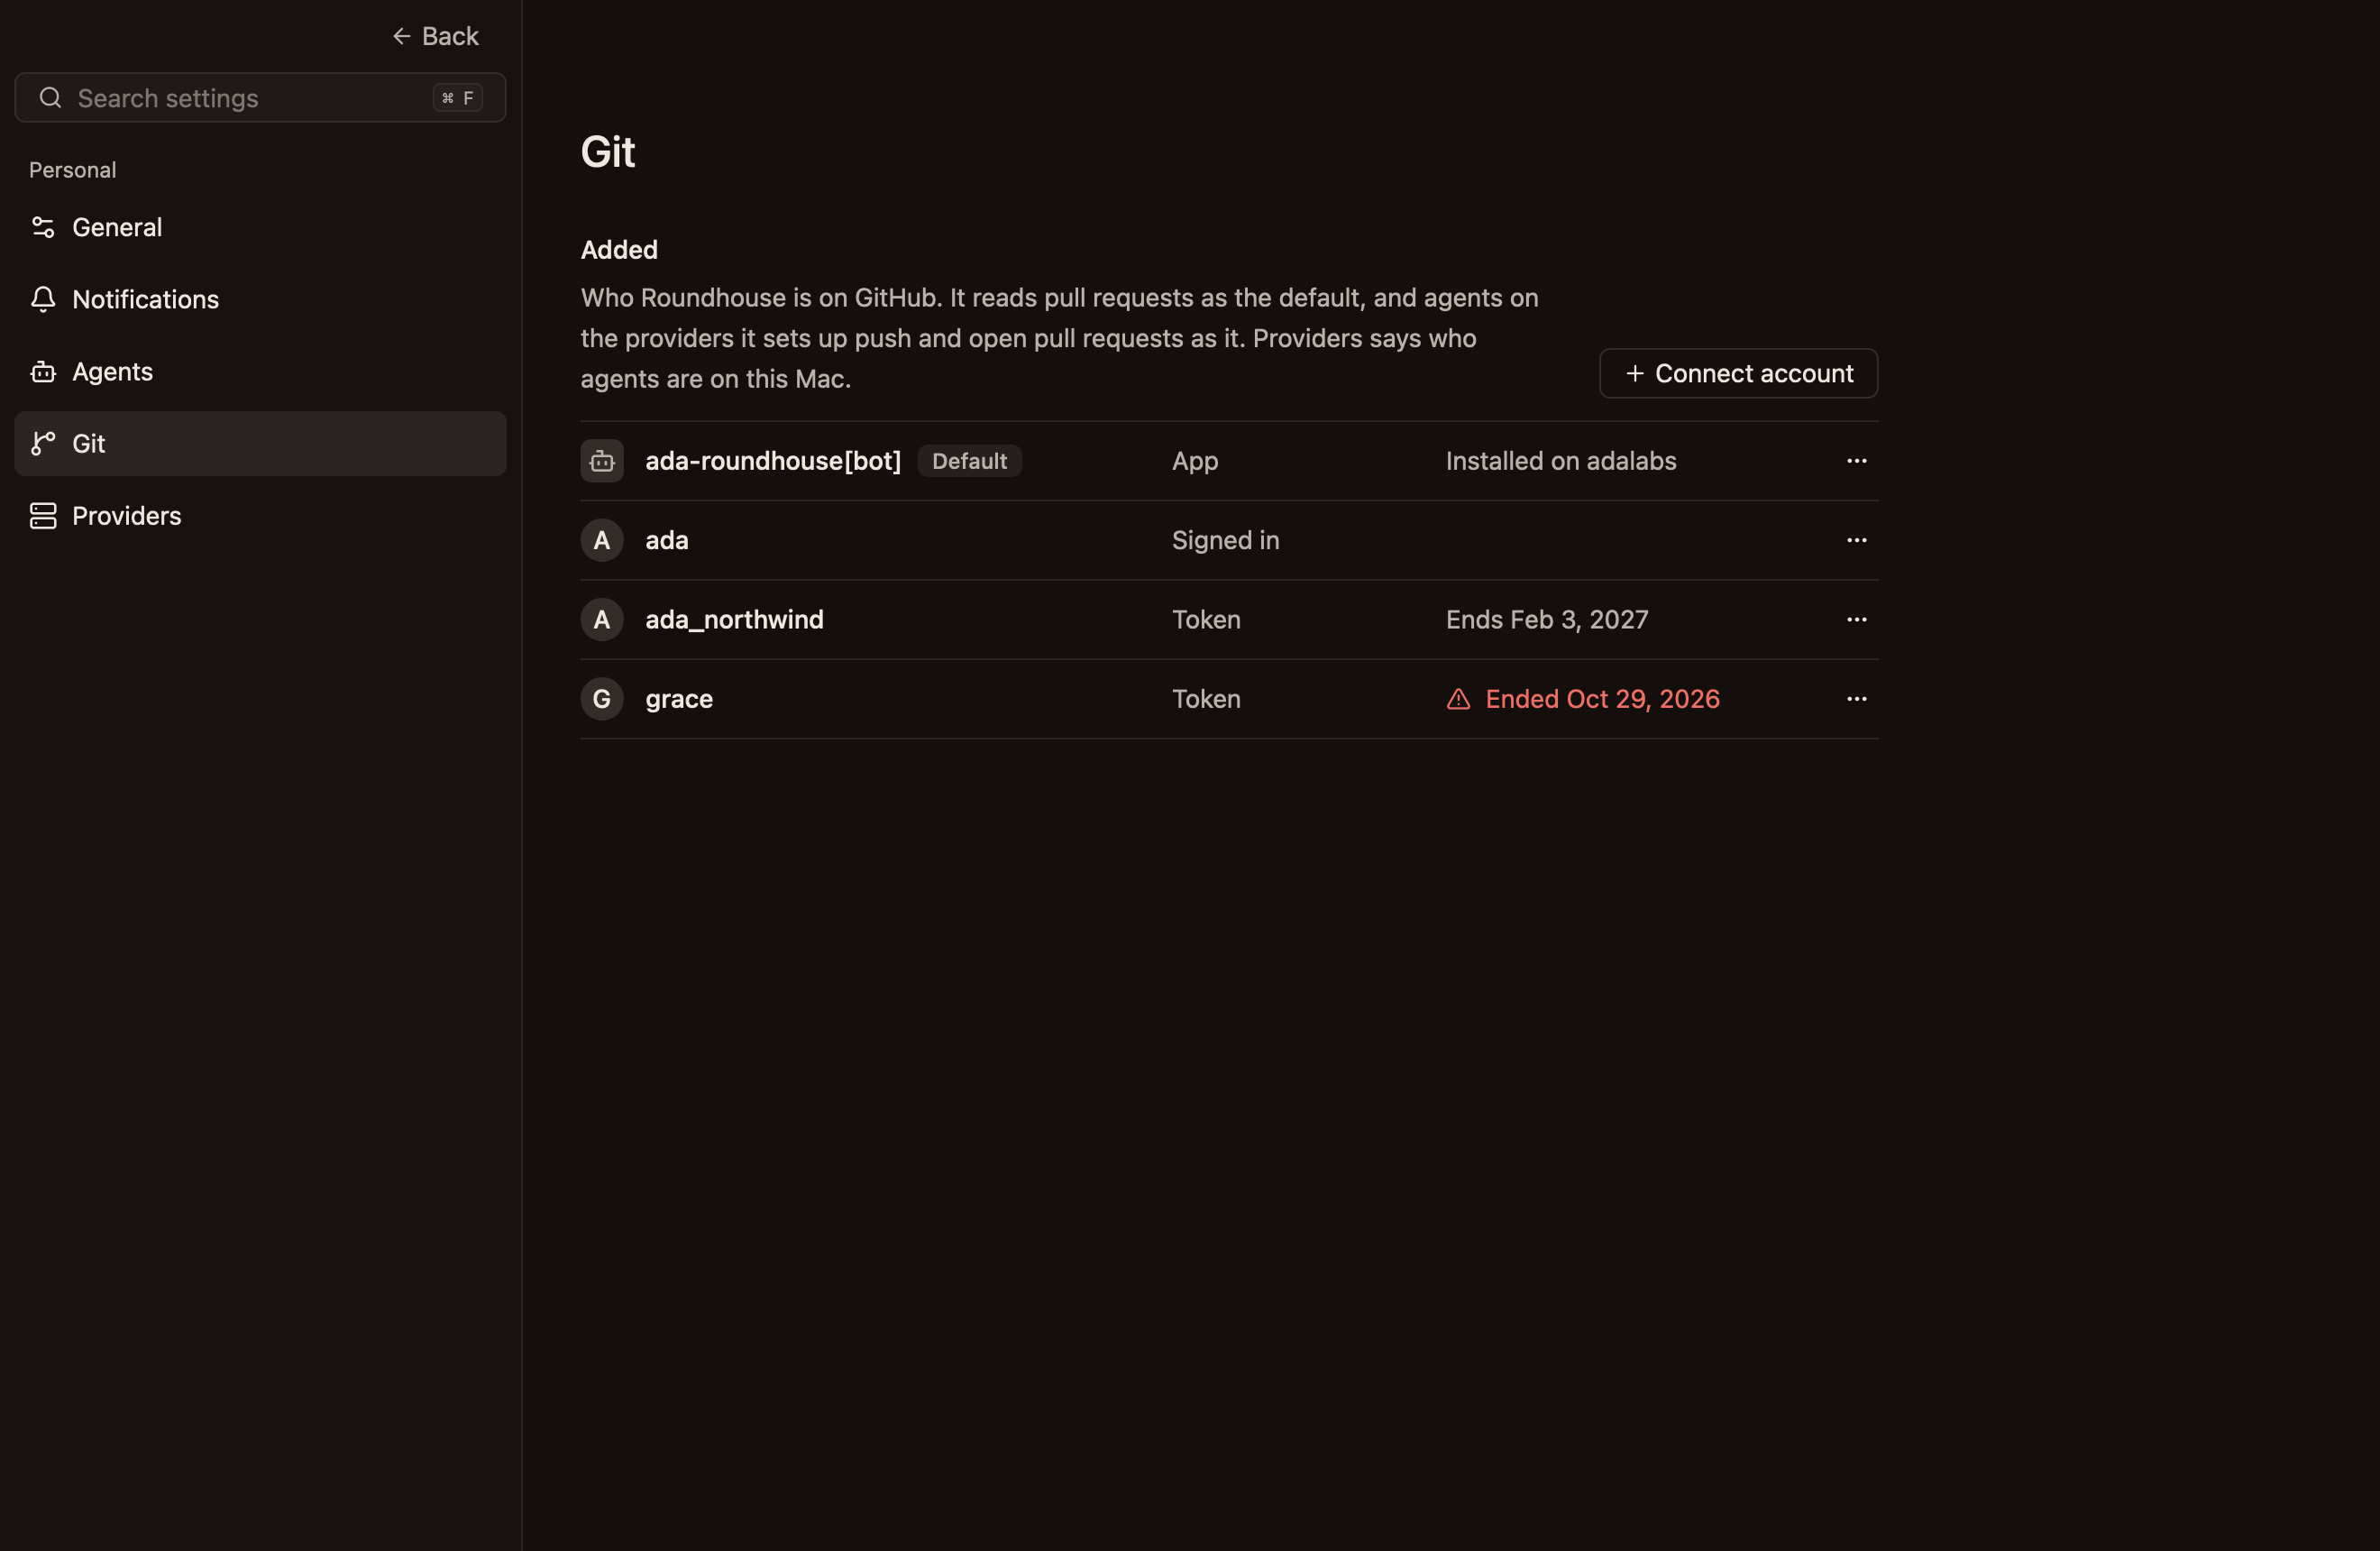 Back
Search settings
⌘ F
Personal
General
Notifications
Agents
Git
Providers
Git
Added
Who Roundhouse is on GitHub. It reads pull requests as the default, and agents on
the providers it sets up push and open pull requests as it. Providers says who
agents are on this Mac.
Connect account
ada-roundhouse[bot] Default App Installed on adalabs
A ada Signed in
A ada_northwind Token Ends Feb 3, 2027
G grace Token Ended Oct 29, 2026